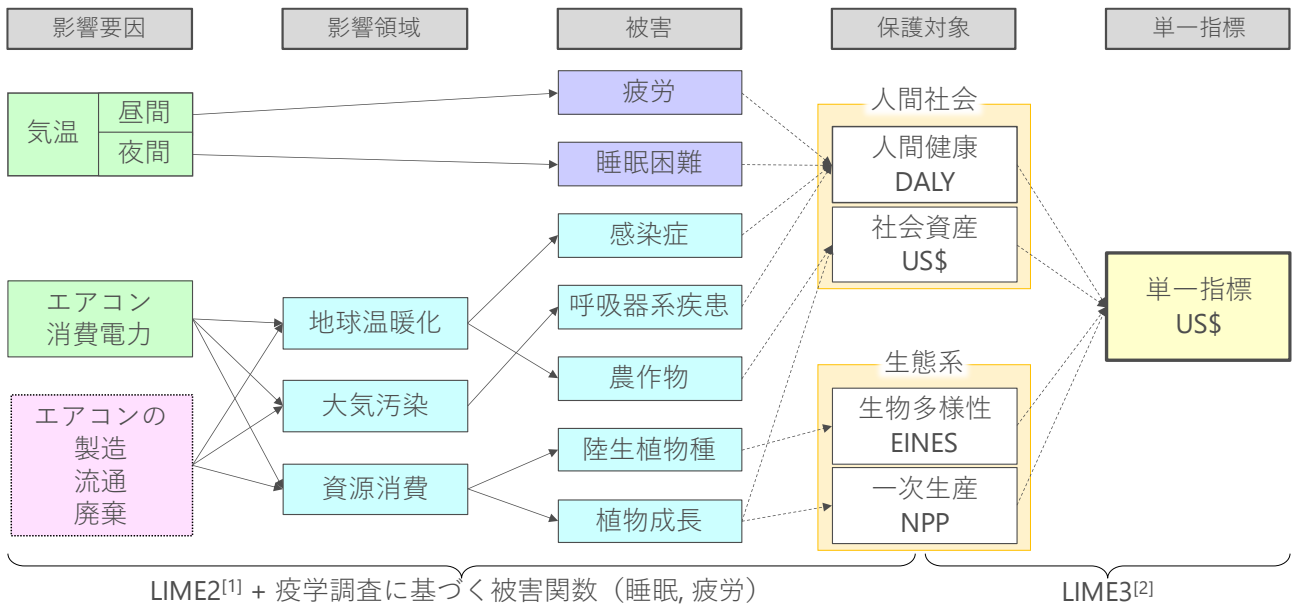 影響要因
影響領域
被害
保護対象
単一指標
気温
昼間
夜間
疲労
睡眠困難
人間社会
人間健康
DALY
社会資産
US$
感染症
エアコン
消費電力
地球温暖化
呼吸器系疾患
単一指標
US$
大気汚染
農作物
生態系
エアコンの
製造
流通
廃棄
生物多様性
EINES
資源消費
陸生植物種
一次生産
NPP
植物成長
LIME2[1] + 疫学調査に基づく被害関数（睡眠, 疲労）
LIME3[2]